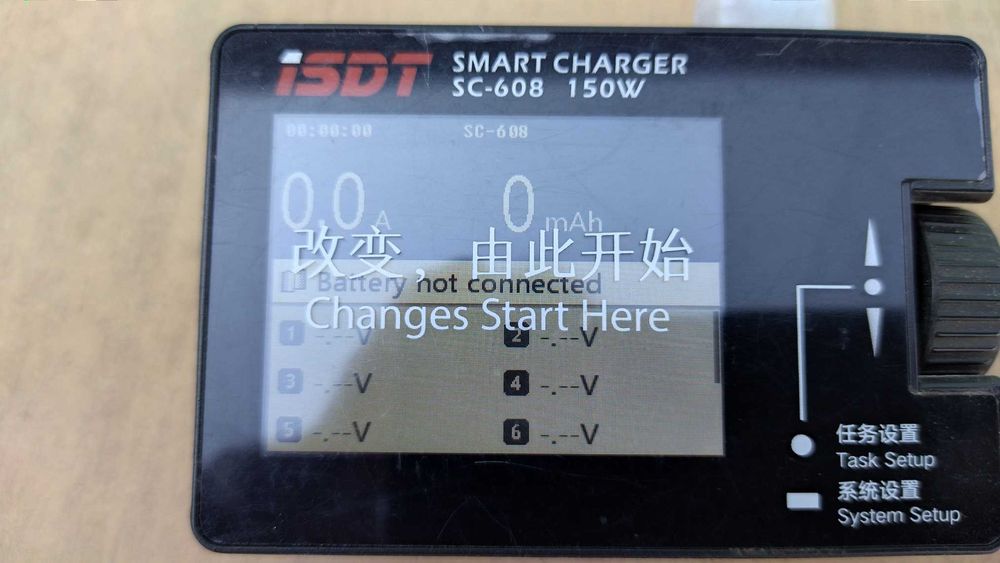 iSDT
SMART CHARGER
SC-608 150W
00:00:00 SC-608
0.0 A 0 mAh
改变，由此开始
Battery not connected
Changes Start Here
1 -.--V 2 -.--V
3 -.--V 4 -.--V
5 -.--V 6 -.--V
任务设置
Task Setup
系统设置
System Setup